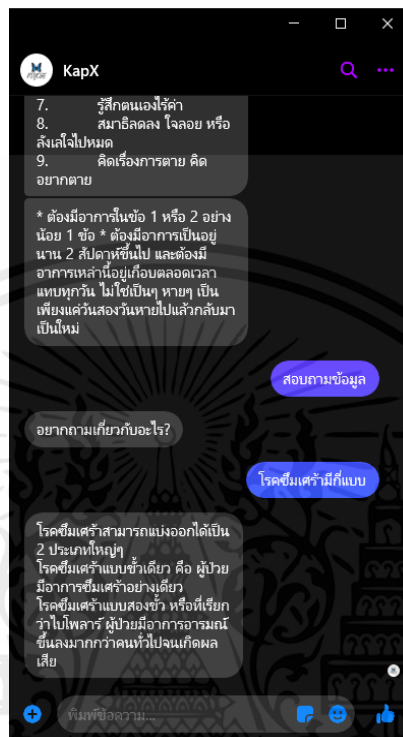 KapX
7. รู้สึกตนเองไร้ค่า
8. สมาธิลดลง ใจลอย หรือ
ลังเลใจไปหมด
9. คิดเรื่องการตาย คิด
อยากตาย
* ต้องมีอาการในข้อ 1 หรือ 2 อย่าง
น้อย 1 ข้อ * ต้องมีอาการเป็นอยู่
นาน 2 สัปดาห์ขึ้นไป และต้องมี
อาการเหล่านี้อยู่เกือบตลอดเวลา
แทบทุกวัน ไม่ใช่เป็นๆ หายๆ เป็น
เพียงแค่วันสองวันหายไปแล้วกลับมา
เป็นใหม่
สอบถามข้อมูล
อยากถามเกี่ยวกับอะไร?
โรคซึมเศร้ามีกี่แบบ
โรคซึมเศร้าสามารถแบ่งออกได้เป็น
2 ประเภทใหญ่ๆ
โรคซึมเศร้าแบบขั้วเดียว คือ ผู้ป่วย
มีอาการซึมเศร้าอย่างเดียว
โรคซึมเศร้าแบบสองขั้ว หรือที่เรียก
ว่าไบโพลาร์ ผู้ป่วยมีอาการอารมณ์
ขึ้นลงมากกว่าคนทั่วไปจนเกิดผล
เสีย
พิมพ์ข้อความ...